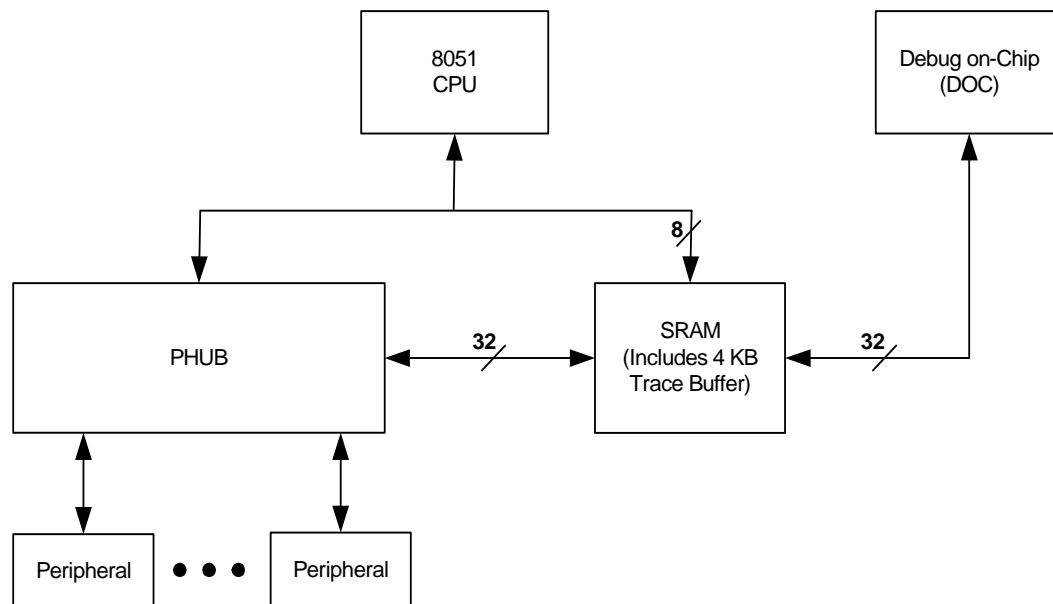 8051
CPU
Debug on-Chip
(DOC)
8
PHUB
32
SRAM
(Includes 4 KB
Trace Buffer)
32
Peripheral
Peripheral